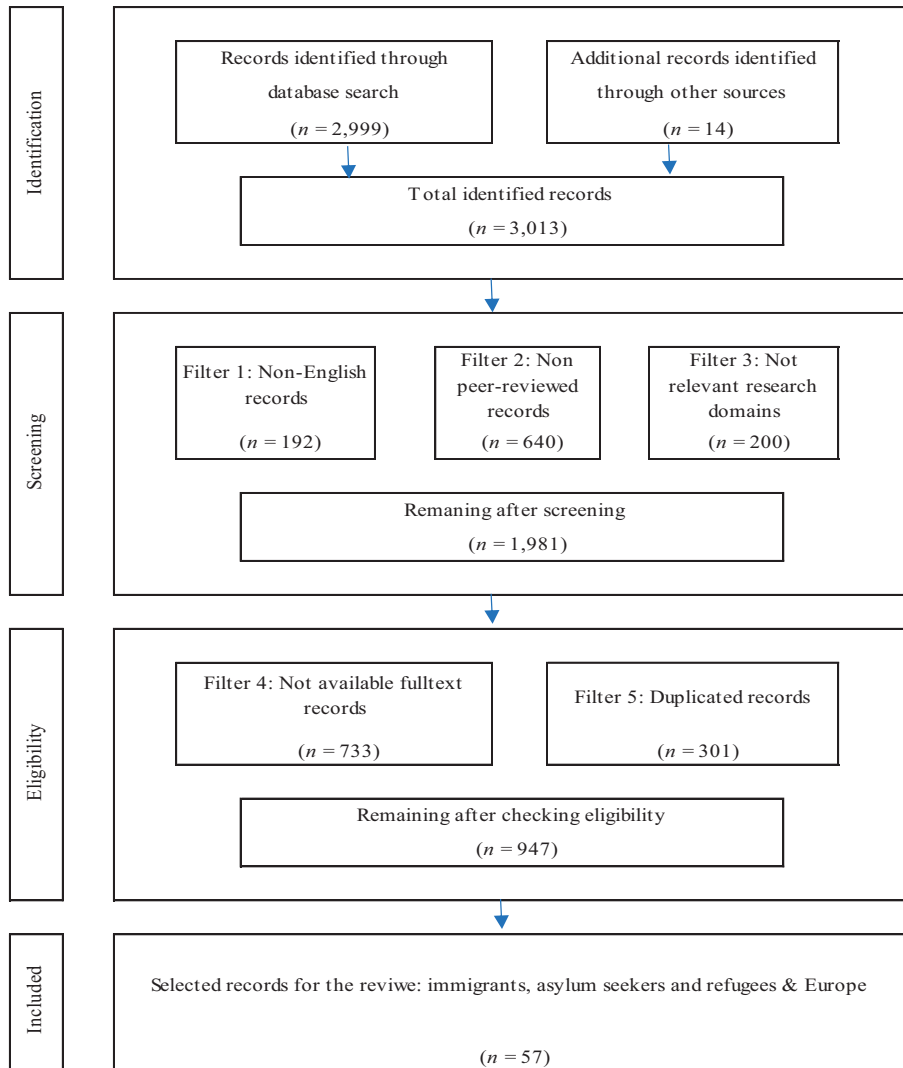 Identification
Records identified through
database search
(n = 2,999)
Additional records identified
through other sources
(n = 14)
Total identified records
(n = 3,013)
Screening
Filter 1: Non-English
records
(n = 192)
Filter 2: Non
peer-reviewed
records
(n = 640)
Filter 3: Not
relevant research
domains
(n = 200)
Remaning after screening
(n = 1,981)
Eligibility
Filter 4: Not available fulltext
records
(n = 733)
Filter 5: Duplicated records
(n = 301)
Remaining after checking eligibility
(n = 947)
Included
Selected records for the reviwe: immigrants, asylum seekers and refugees & Europe
(n = 57)